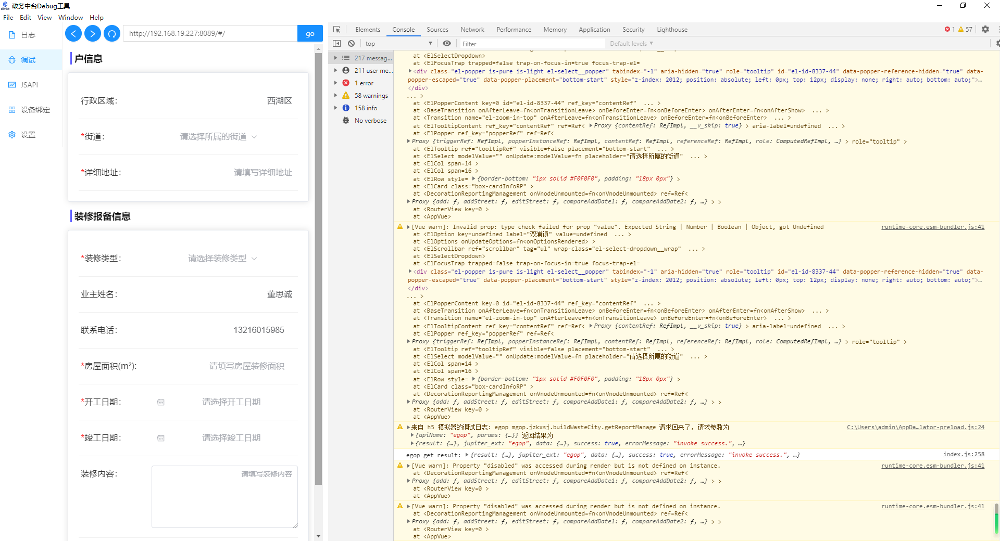 政务中台Debug工具
File Edit View Window Help
日志
调试
JSAPI
设备绑定
设置
http://192.168.19.227:8089/#/
go
户信息
行政区域：
西湖区
*街道：
请选择所属的街道
*详细地址：
请填写详细地址
装修报备信息
*装修类型：
请选择装修类型
业主姓名：
董思诚
联系电话：
13216015985
*房屋面积(m²):
请填写房屋装修面积
*开工日期：
请选择开工日期
*竣工日期：
请选择竣工日期
装修内容：
请填写装修内容
Elements Console Sources Network Performance Memory Application Security Lighthouse
1 57
top
Filter
Default levels
217 messag...
211 user me...
1 error
58 warnings
158 info
No verbose
at <ElSelectDropdown>
at <ElFocusTrap trapped=false trap-on-focus-in=true focus-trap-el=
<div class="el-popper is-pure is-light el-select__popper" tabindex="-1" aria-hidden="true" role="tooltip" id="el-id-8337-44" data-popper-reference-hidden="true" data-
popper-escaped="true" data-popper-placement="bottom-start" style="z-index: 2012; position: absolute; left: 0px; top: 12px; display: none; right: auto; bottom: auto;">…
</div>
... >
at <ElPopperContent key=0 id="el-id-8337-44" ref_key="contentRef" ... >
at <BaseTransition onAfterLeave=fn<onTransitionLeave> onBeforeEnter=fn<onBeforeEnter> onAfterEnter=fn<onAfterShow> ... >
at <Transition name="el-zoom-in-top" onAfterLeave=fn<onTransitionLeave> onBeforeEnter=fn<onBeforeEnter> ... >
at <ElTooltipContent ref_key="contentRef" ref=Ref< Proxy {contentRef: RefImpl, __v_skip: true} > aria-label=undefined ... >
at <ElPopper ref_key="popperRef" ref=Ref<
Proxy {triggerRef: RefImpl, popperInstanceRef: RefImpl, contentRef: RefImpl, referenceRef: RefImpl, role: ComputedRefImpl, …} > role="tooltip" >
at <ElTooltip ref="tooltipRef" visible=false placement="bottom-start" ... >
at <ElSelect modelValue="" onUpdate:modelValue=fn placeholder="请选择所属的街道" ... >
at <ElCol span=14 >
at <ElCol span=16 >
at <ElRow style= {border-bottom: "1px solid #F0F0F0", padding: "18px 0px"} >
at <ElCard class="box-cardInfoRP" >
at <DecorationReportingManagement onVnodeUnmounted=fn<onVnodeUnmounted> ref=Ref<
Proxy {add: ƒ, addStreet: ƒ, editStreet: ƒ, compareAddDate1: ƒ, compareAddDate2: ƒ, …} > >
at <RouterView key=0 >
at <AppVue>
[Vue warn]: Invalid prop: type check failed for prop "value". Expected String | Number | Boolean | Object, got Undefined runtime-core.esm-bundler.js:41
at <ElOption key=undefined label="双浦镇" value=undefined ... >
at <ElOptions onUpdateOptions=fn<onOptionsRendered> >
at <ElScrollbar ref="scrollbar" tag="ul" wrap-class="el-select-dropdown__wrap" ... >
at <ElSelectDropdown>
at <ElFocusTrap trapped=false trap-on-focus-in=true focus-trap-el=
<div class="el-popper is-pure is-light el-select__popper" tabindex="-1" aria-hidden="true" role="tooltip" id="el-id-8337-44" data-popper-reference-hidden="true" data-
popper-escaped="true" data-popper-placement="bottom-start" style="z-index: 2012; position: absolute; left: 0px; top: 12px; display: none; right: auto; bottom: auto;">…
</div>
... >
at <ElPopperContent key=0 id="el-id-8337-44" ref_key="contentRef" ... >
at <BaseTransition onAfterLeave=fn<onTransitionLeave> onBeforeEnter=fn<onBeforeEnter> onAfterEnter=fn<onAfterShow> ... >
at <Transition name="el-zoom-in-top" onAfterLeave=fn<onTransitionLeave> onBeforeEnter=fn<onBeforeEnter> ... >
at <ElTooltipContent ref_key="contentRef" ref=Ref< Proxy {contentRef: RefImpl, __v_skip: true} > aria-label=undefined ... >
at <ElPopper ref_key="popperRef" ref=Ref<
Proxy {triggerRef: RefImpl, popperInstanceRef: RefImpl, contentRef: RefImpl, referenceRef: RefImpl, role: ComputedRefImpl, …} > role="tooltip" >
at <ElTooltip ref="tooltipRef" visible=false placement="bottom-start" ... >
at <ElSelect modelValue="" onUpdate:modelValue=fn placeholder="请选择所属的街道" ... >
at <ElCol span=14 >
at <ElCol span=16 >
at <ElRow style= {border-bottom: "1px solid #F0F0F0", padding: "18px 0px"} >
at <ElCard class="box-cardInfoRP" >
at <DecorationReportingManagement onVnodeUnmounted=fn<onVnodeUnmounted> ref=Ref<
Proxy {add: ƒ, addStreet: ƒ, editStreet: ƒ, compareAddDate1: ƒ, compareAddDate2: ƒ, …} > >
at <RouterView key=0 >
at <AppVue>
来自 h5 模拟器的调试日志: egop mgop.jzkxsj.buildWasteCity.getReportManage 请求回来了, 请求参数为 C:\Users\admin\AppDa…lator-preload.js:24
{apiName: "egop", params: {…}} 返回结果为
{result: {…}, jupiter_ext: "egop", data: {…}, success: true, errorMessage: "invoke success.", …}
egop get result: {result: {…}, jupiter_ext: "egop", data: {…}, success: true, errorMessage: "invoke success.", …} index.js:258
[Vue warn]: Property "disabled" was accessed during render but is not defined on instance. runtime-core.esm-bundler.js:41
at <DecorationReportingManagement onVnodeUnmounted=fn<onVnodeUnmounted> ref=Ref<
Proxy {add: ƒ, addStreet: ƒ, editStreet: ƒ, compareAddDate1: ƒ, compareAddDate2: ƒ, …} > >
at <RouterView key=0 >
at <AppVue>
[Vue warn]: Property "disabled" was accessed during render but is not defined on instance. runtime-core.esm-bundler.js:41
at <DecorationReportingManagement onVnodeUnmounted=fn<onVnodeUnmounted> ref=Ref<
Proxy {add: ƒ, addStreet: ƒ, editStreet: ƒ, compareAddDate1: ƒ, compareAddDate2: ƒ, …} > >
at <RouterView key=0 >
at <AppVue>